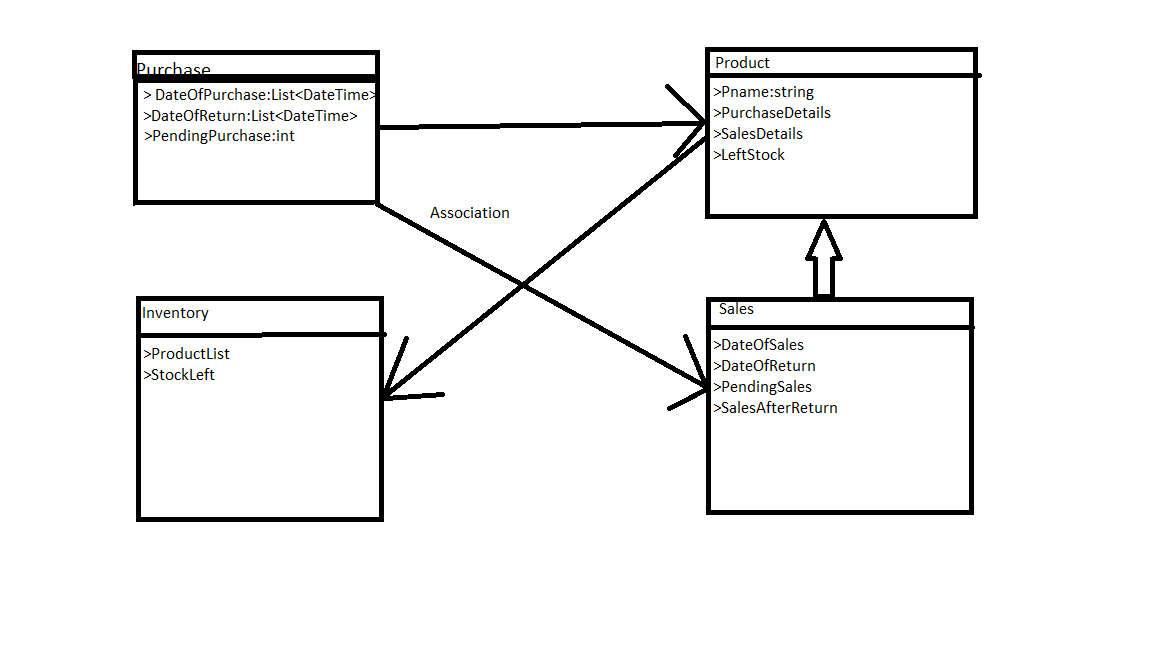 Purchase
> DateOfPurchase:List<DateTime>
>DateOfReturn:List<DateTime>
>PendingPurchase:int
Product
>Pname:string
>PurchaseDetails
>SalesDetails
>LeftStock
Association
Inventory
>ProductList
>StockLeft
Sales
>DateOfSales
>DateOfReturn
>PendingSales
>SalesAfterReturn